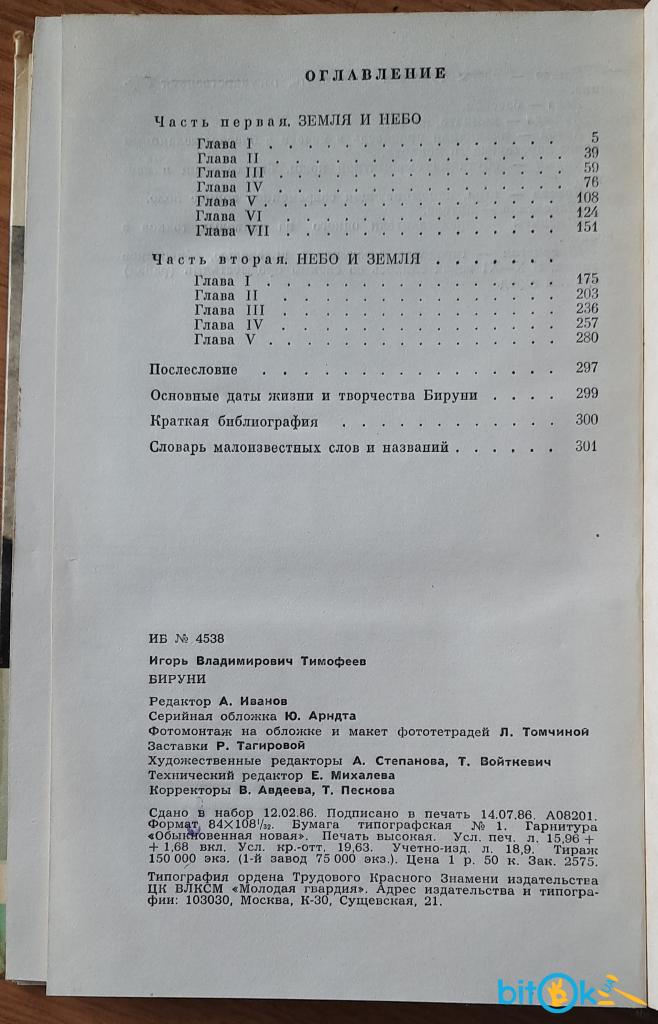 ОГЛАВЛЕНИЕ
Часть первая. ЗЕМЛЯ И НЕБО
Глава I . . . . . . . . . . . . . . . . 5
Глава II . . . . . . . . . . . . . . . 39
Глава III . . . . . . . . . . . . . . . 59
Глава IV . . . . . . . . . . . . . . . 76
Глава V . . . . . . . . . . . . . . . 108
Глава VI . . . . . . . . . . . . . . 124
Глава VII . . . . . . . . . . . . . . 151
Часть вторая. НЕБО И ЗЕМЛЯ . . . . . . .
Глава I . . . . . . . . . . . . . . . 175
Глава II . . . . . . . . . . . . . . . 203
Глава III . . . . . . . . . . . . . . 236
Глава IV . . . . . . . . . . . . . . 257
Глава V . . . . . . . . . . . . . . . 280
Послесловие . . . . . . . . . . . . . 297
Основные даты жизни и творчества Бируни . . . . 299
Краткая библиография . . . . . . . . . . 300
Словарь малоизвестных слов и названий . . . . . . 301
ИБ № 4538
Игорь Владимирович Тимофеев
БИРУНИ
Редактор А. Иванов
Серийная обложка Ю. Арндта
Фотомонтаж на обложке и макет фототетрадей Л. Томчиной
Заставки Р. Тагировой
Художественные редакторы А. Степанова, Т. Войткевич
Технический редактор Е. Михалева
Корректоры В. Авдеева, Т. Пескова
Сдано в набор 12.02.86. Подписано в печать 14.07.86. А08201.
Формат 84×108¹/₃₂. Бумага типографская № 1. Гарнитура
«Обыкновенная новая». Печать высокая. Усл. печ. л. 15,96 +
+ 1,68 вкл. Усл. кр.-отт. 19,63. Учетно-изд. л. 18,9. Тираж
150 000 экз. (1-й завод 75 000 экз.). Цена 1 р. 50 к. Зак. 2575.
Типография ордена Трудового Красного Знамени издательства
ЦК ВЛКСМ «Молодая гвардия». Адрес издательства и типогра-
фии: 103030, Москва, К-30, Сущевская, 21.
bitOk